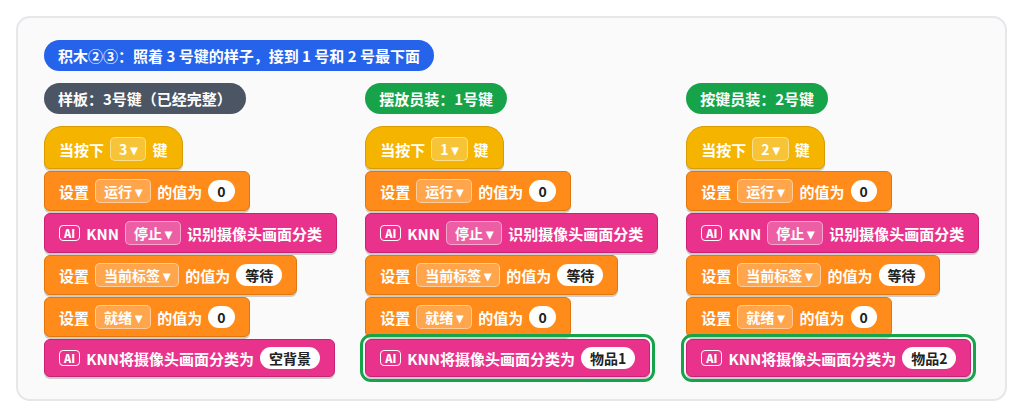 积木②③：照着 3 号键的样子，接到 1 号和 2 号最下面
样板：3号键（已经完整）
当按下 3▼ 键
设置 运行▼ 的值为 0
AI KNN 停止▼ 识别摄像头画面分类
设置 当前标签▼ 的值为 等待
设置 就绪▼ 的值为 0
AI KNN将摄像头画面分类为 空背景
摆放员装：1号键
当按下 1▼ 键
设置 运行▼ 的值为 0
AI KNN 停止▼ 识别摄像头画面分类
设置 当前标签▼ 的值为 等待
设置 就绪▼ 的值为 0
AI KNN将摄像头画面分类为 物品1
按键员装：2号键
当按下 2▼ 键
设置 运行▼ 的值为 0
AI KNN 停止▼ 识别摄像头画面分类
设置 当前标签▼ 的值为 等待
设置 就绪▼ 的值为 0
AI KNN将摄像头画面分类为 物品2